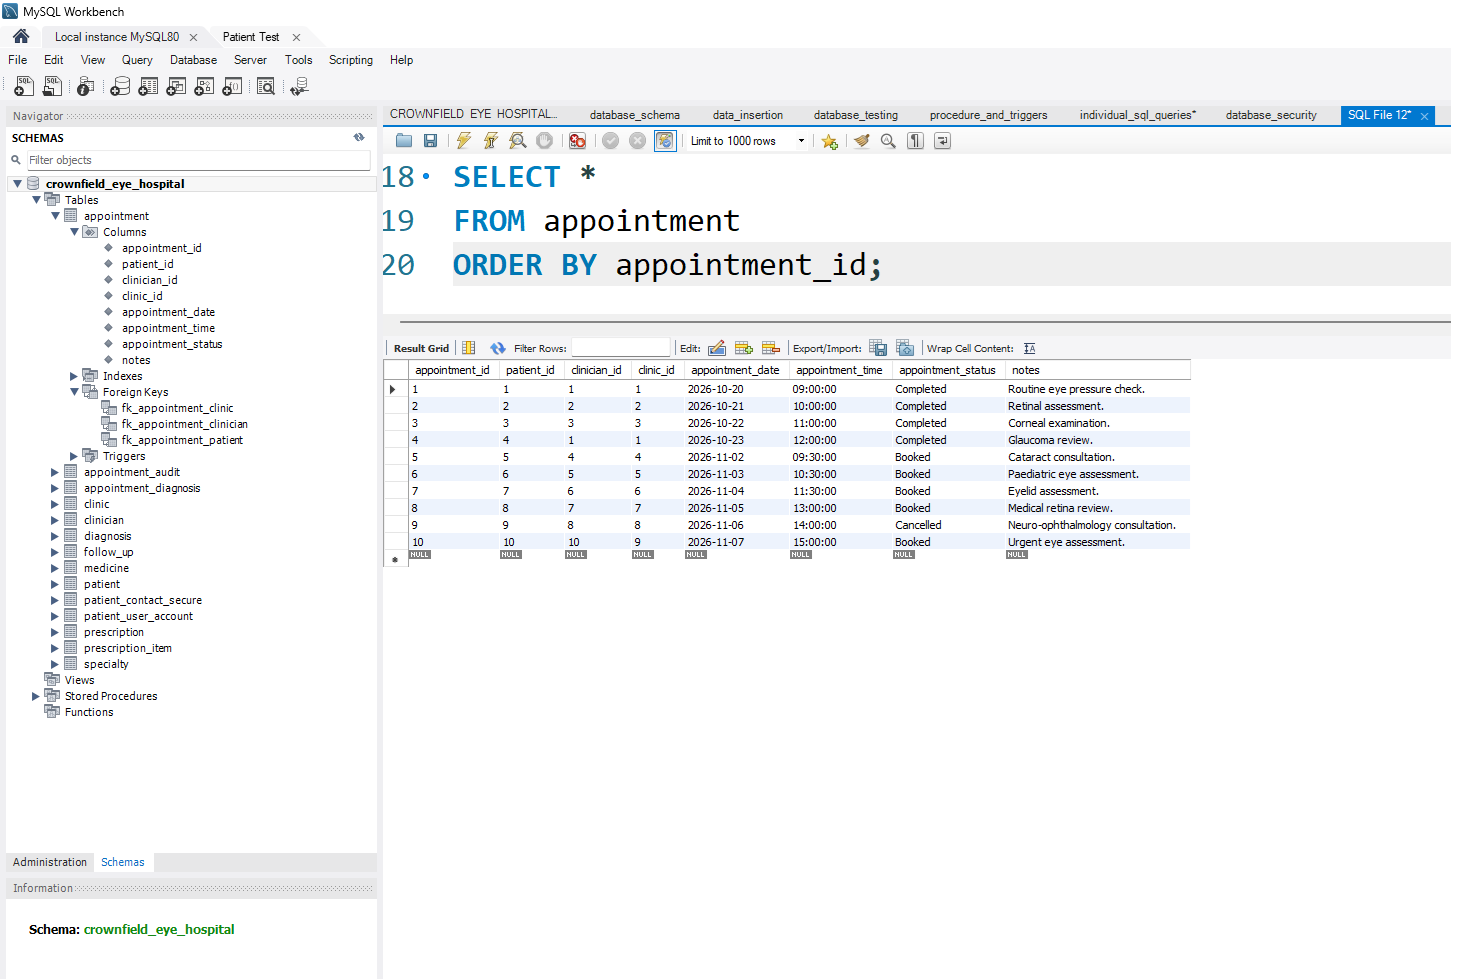 MySQL Workbench
Local instance MySQL80
Patient Test
File Edit View Query Database Server Tools Scripting Help
Navigator
SCHEMAS
Filter objects
crownfield_eye_hospital
Tables
appointment
Columns
appointment_id
patient_id
clinician_id
clinic_id
appointment_date
appointment_time
appointment_status
notes
Indexes
Foreign Keys
fk_appointment_clinic
fk_appointment_clinician
fk_appointment_patient
Triggers
appointment_audit
appointment_diagnosis
clinic
clinician
diagnosis
follow_up
medicine
patient
patient_contact_secure
patient_user_account
prescription
prescription_item
specialty
Views
Stored Procedures
Functions
Administration Schemas
Information
Schema: crownfield_eye_hospital
CROWNFIELD EYE HOSPITAL... database_schema data_insertion database_testing procedure_and_triggers individual_sql_queries* database_security SQL File 12*
Limit to 1000 rows
18 SELECT *
19 FROM appointment
20 ORDER BY appointment_id;
Result Grid Filter Rows: Edit: Export/Import: Wrap Cell Content:
appointment_id patient_id clinician_id clinic_id appointment_date appointment_time appointment_status notes
1 1 1 1 2026-10-20 09:00:00 Completed Routine eye pressure check.
2 2 2 2 2026-10-21 10:00:00 Completed Retinal assessment.
3 3 3 3 2026-10-22 11:00:00 Completed Corneal examination.
4 4 1 1 2026-10-23 12:00:00 Completed Glaucoma review.
5 5 4 4 2026-11-02 09:30:00 Booked Cataract consultation.
6 6 5 5 2026-11-03 10:30:00 Booked Paediatric eye assessment.
7 7 6 6 2026-11-04 11:30:00 Booked Eyelid assessment.
8 8 7 7 2026-11-05 13:00:00 Booked Medical retina review.
9 9 8 8 2026-11-06 14:00:00 Cancelled Neuro-ophthalmology consultation.
10 10 10 9 2026-11-07 15:00:00 Booked Urgent eye assessment.
NULL NULL NULL NULL NULL NULL NULL NULL